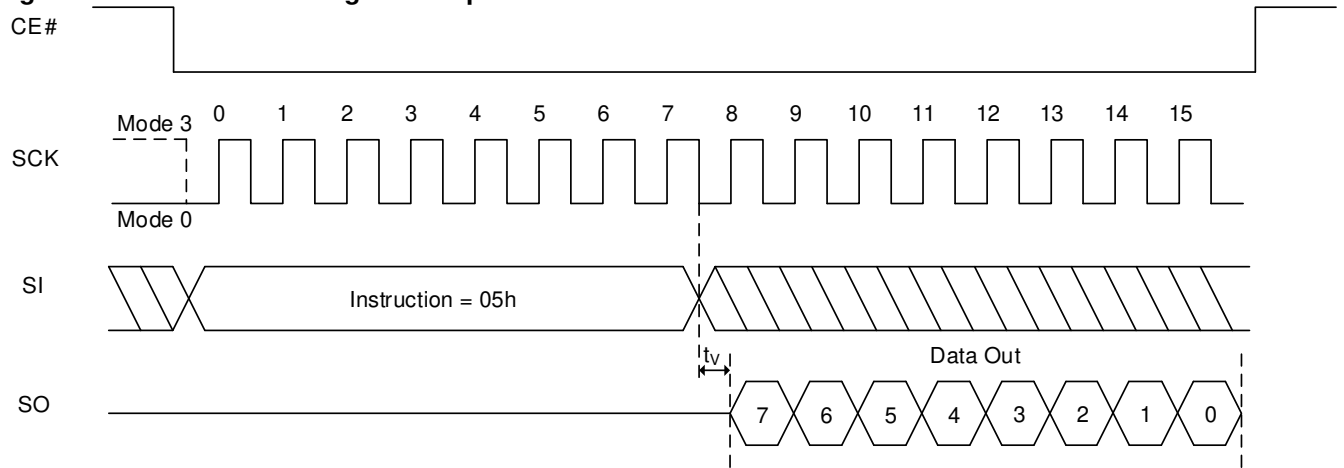 CE#
0 1 2 3 4 5 6 7 8 9 10 11 12 13 14 15
Mode 3
SCK
Mode 0
SI
Instruction = 05h
tV
Data Out
SO
7 6 5 4 3 2 1 0